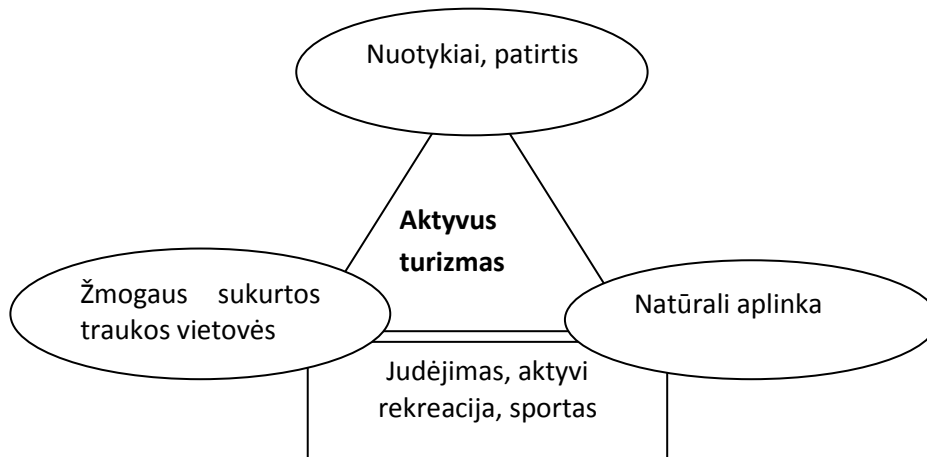 Nuotykiai, patirtis
Aktyvus
turizmas
Žmogaus sukurtos
traukos vietovės
Natūrali aplinka
Judėjimas, aktyvi
rekreacija, sportas